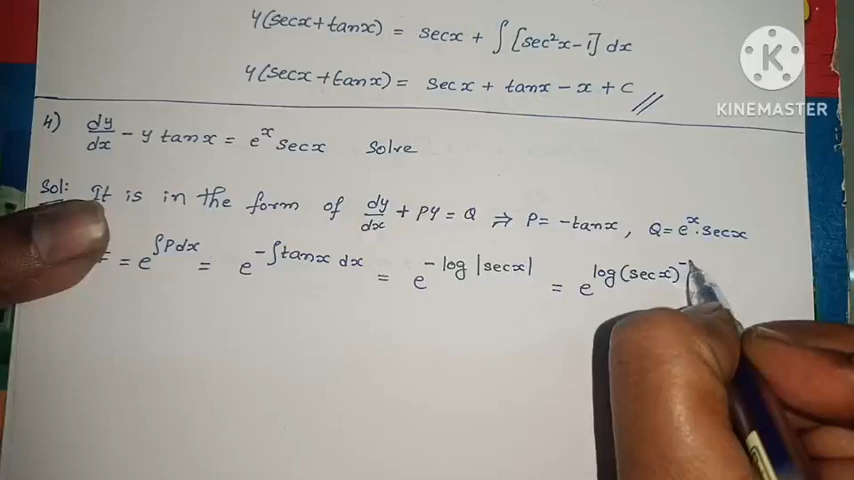 y(secx+tanx) = secx + ∫[sec²x-1] dx
y(secx+tanx) = secx + tanx - x + c //
K
KINEMASTER
4) dy/dx - y tanx = e^x secx Solve
Sol: It is in the form of dy/dx + Py = Q ⇒ P = -tanx, Q = e^x.secx
= e^∫Pdx = e^-∫tanx dx = e^-log|secx| = e^log(secx)^-